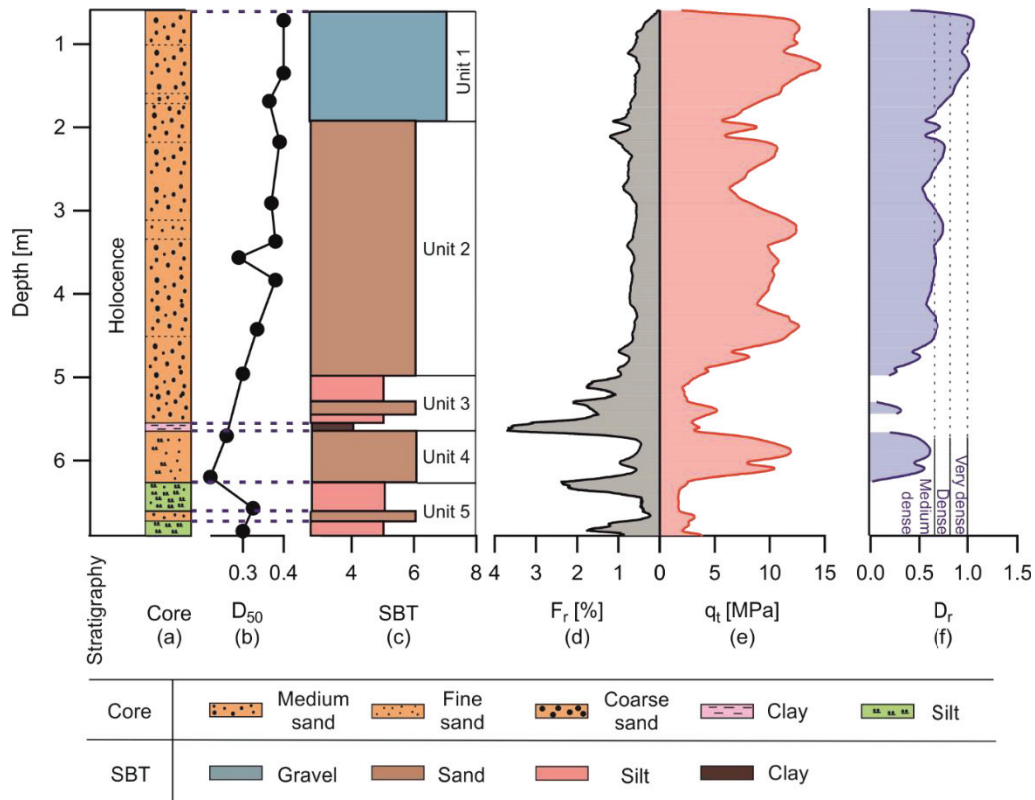 Depth [m]
1
2
3
4
5
6
Holocence
Unit 1
Unit 2
Unit 3
Unit 4
Unit 5
Medium dense
Dense
Very dense
0.3 0.4
4 6 8
4 3 2 1 0
5 10 15
0.0 0.5 1.0 1.5
Stratigraphy
Core
(a)
D50
(b)
SBT
(c)
Fr [%]
(d)
qt [MPa]
(e)
Dr
(f)
Core
Medium sand
Fine sand
Coarse sand
Clay
Silt
SBT
Gravel
Sand
Silt
Clay